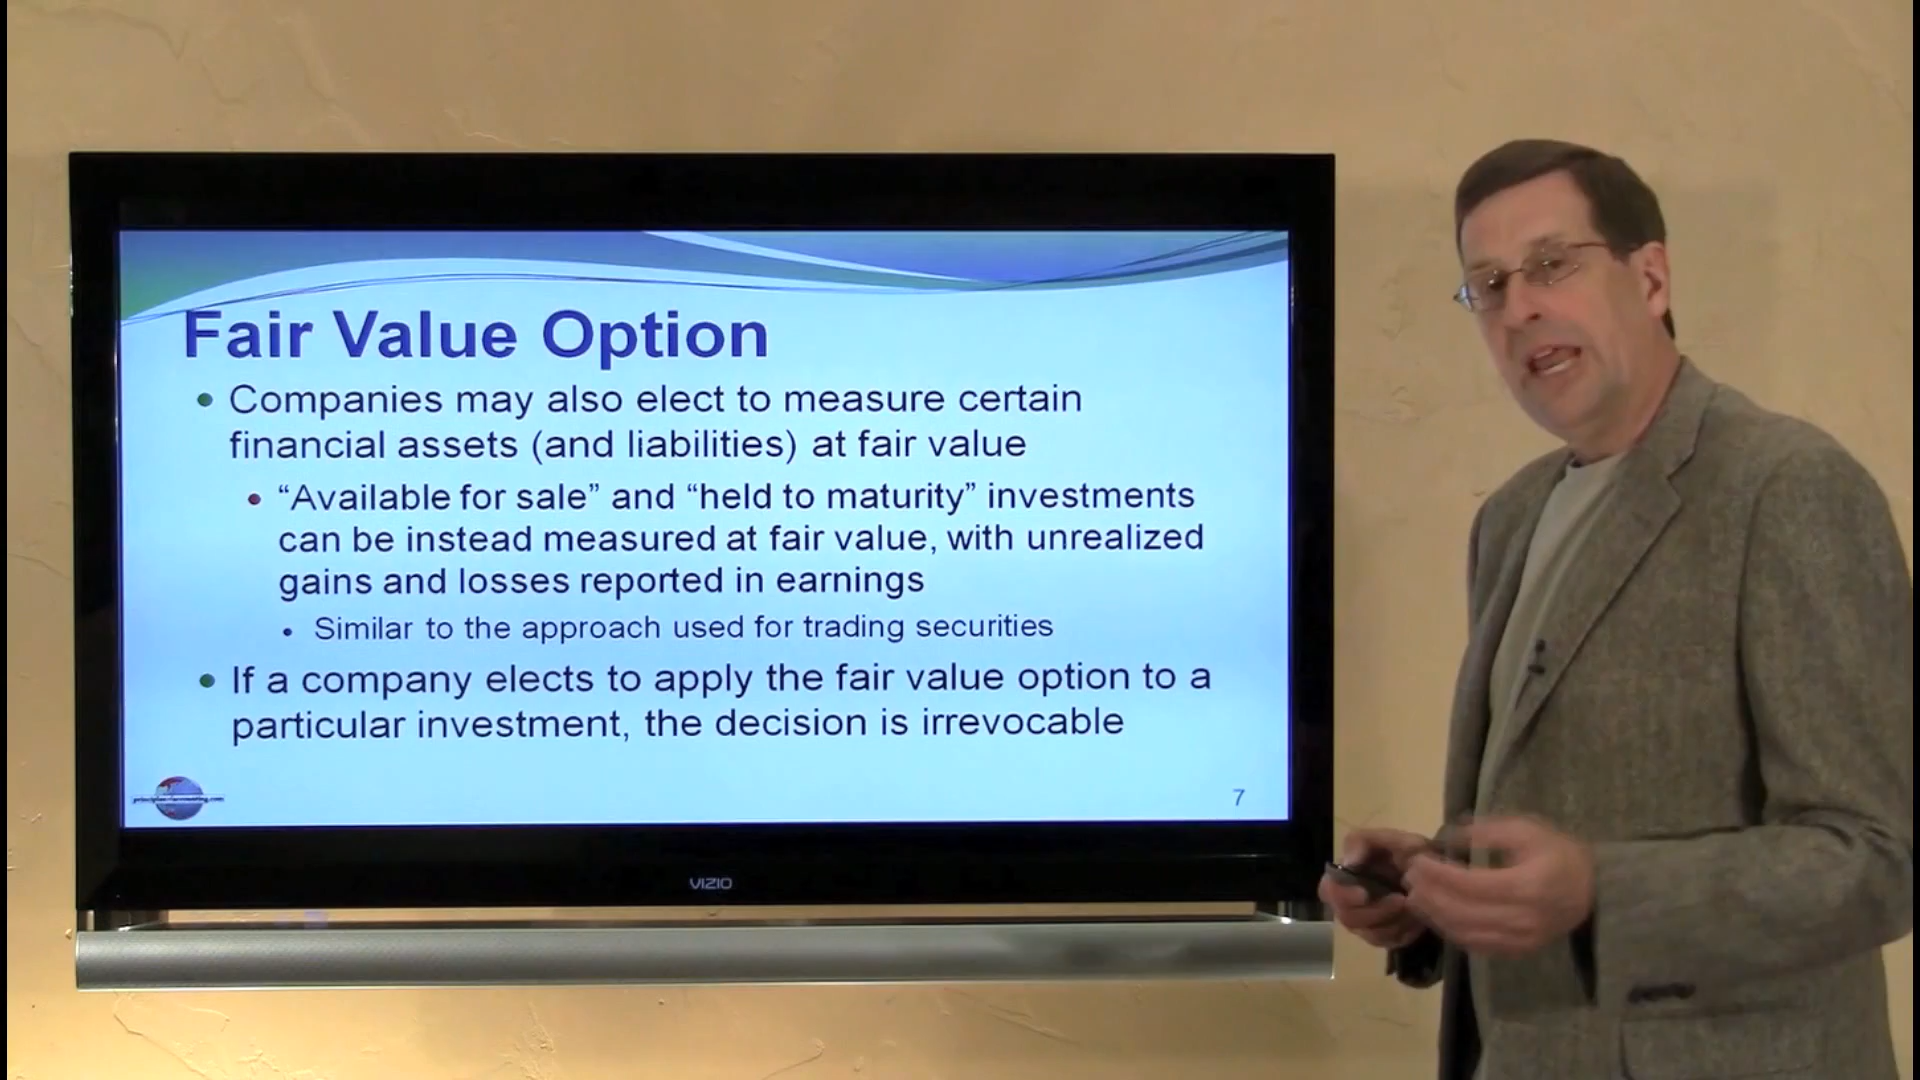 Fair Value Option
• Companies may also elect to measure certain
financial assets (and liabilities) at fair value
• “Available for sale” and “held to maturity” investments
can be instead measured at fair value, with unrealized
gains and losses reported in earnings
• Similar to the approach used for trading securities
• If a company elects to apply the fair value option to a
particular investment, the decision is irrevocable
principlesofaccounting.com
7
VIZIO